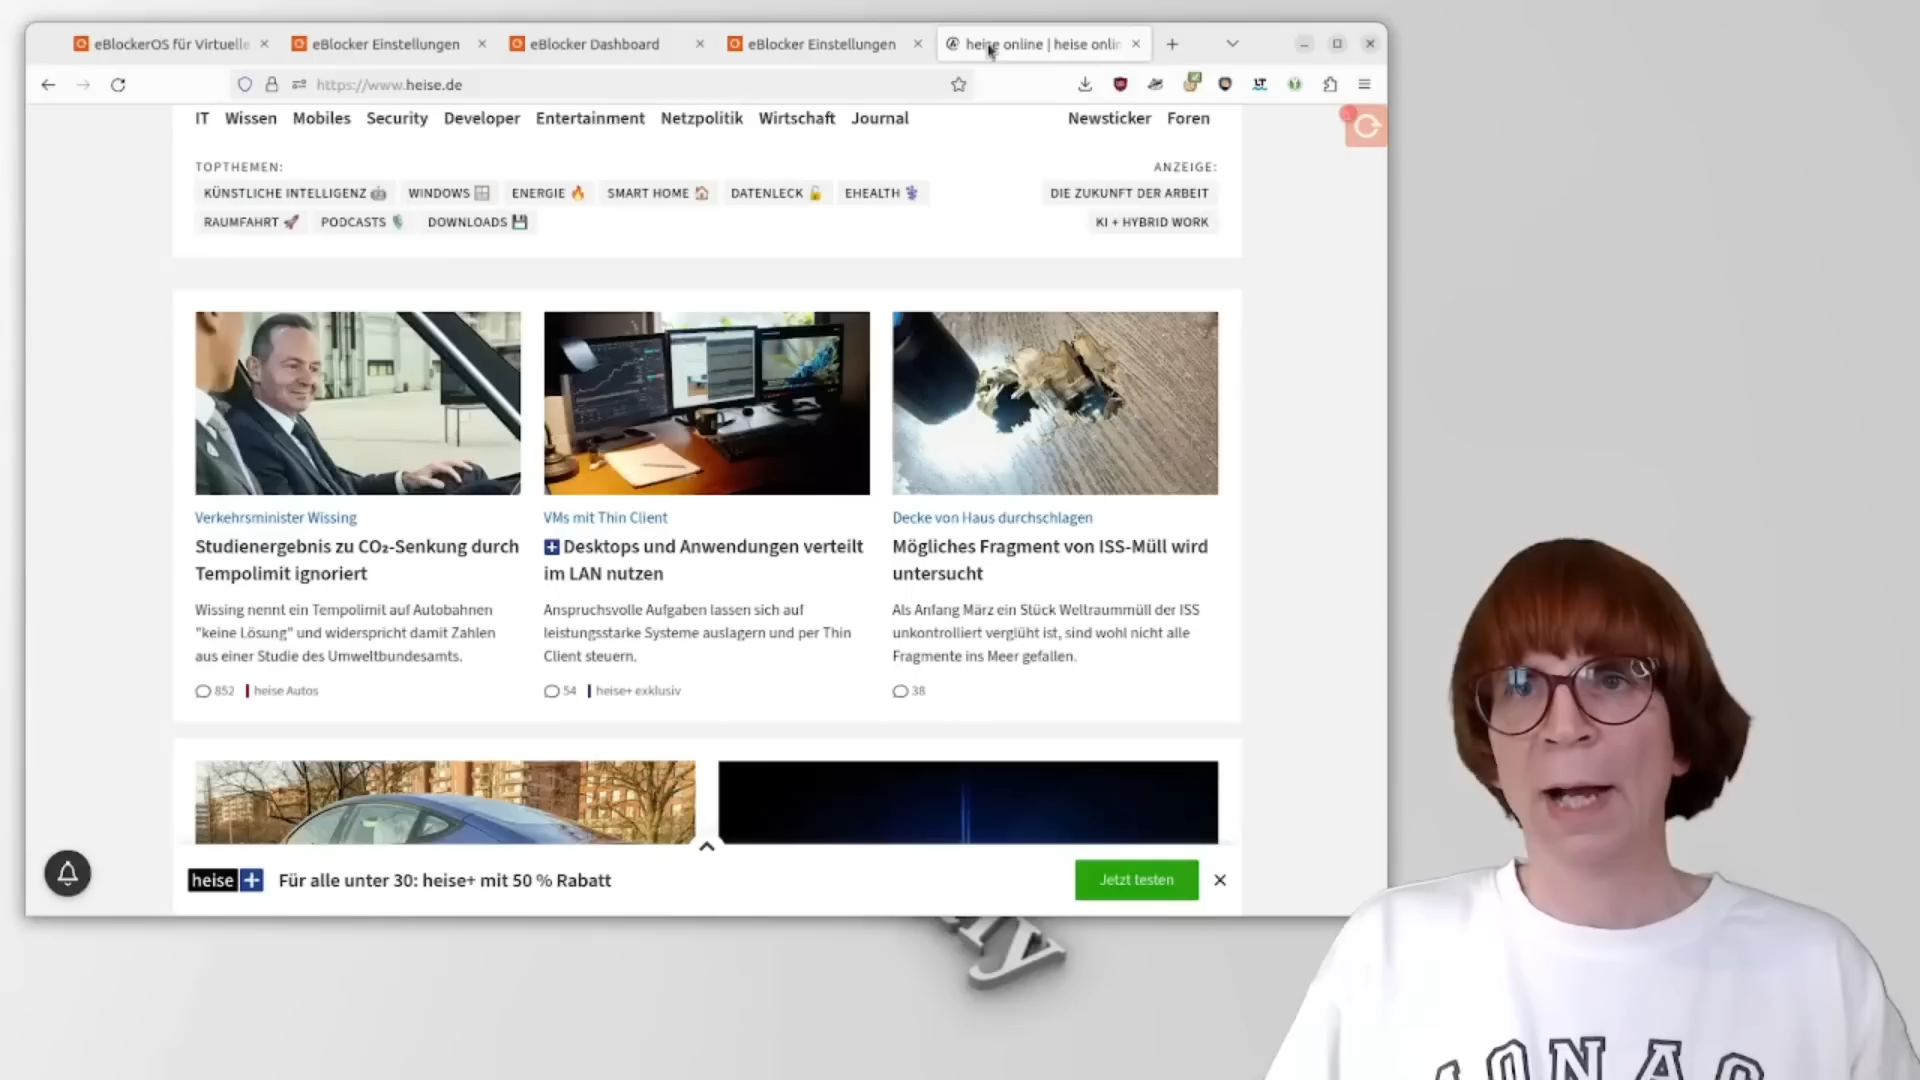 eBlockerOS für Virtuelle
eBlocker Einstellungen
eBlocker Dashboard
eBlocker Einstellungen
heise online | heise onlin
https://www.heise.de
LT
IT Wissen Mobiles Security Developer Entertainment Netzpolitik Wirtschaft Journal
Newsticker Foren
TOPTHEMEN:
KÜNSTLICHE INTELLIGENZ WINDOWS ENERGIE SMART HOME DATENLECK EHEALTH
RAUMFAHRT PODCASTS DOWNLOADS
ANZEIGE:
DIE ZUKUNFT DER ARBEIT
KI + HYBRID WORK
Verkehrsminister Wissing
Studienergebnis zu CO₂-Senkung durch
Tempolimit ignoriert
Wissing nennt ein Tempolimit auf Autobahnen
"keine Lösung" und widerspricht damit Zahlen
aus einer Studie des Umweltbundesamts.
852 heise Autos
VMs mit Thin Client
Desktops und Anwendungen verteilt
im LAN nutzen
Anspruchsvolle Aufgaben lassen sich auf
leistungsstarke Systeme auslagern und per Thin
Client steuern.
54 heise+ exklusiv
Decke von Haus durchschlagen
Mögliches Fragment von ISS-Müll wird
untersucht
Als Anfang März ein Stück Weltraummüll der ISS
unkontrolliert verglüht ist, sind wohl nicht alle
Fragmente ins Meer gefallen.
38
heise + Für alle unter 30: heise+ mit 50 % Rabatt
Jetzt testen